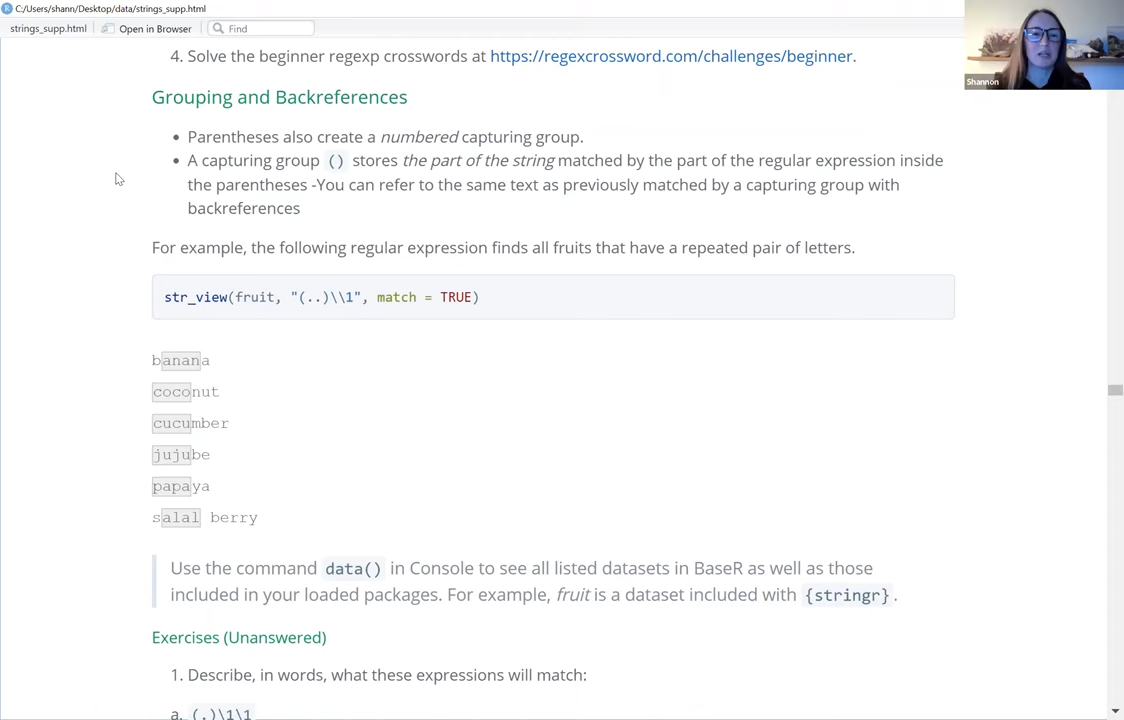 C:/Users/shann/Desktop/data/strings_supp.html
strings_supp.html
Open in Browser
Find
Shannon
4. Solve the beginner regexp crosswords at https://regexcrossword.com/challenges/beginner.
Grouping and Backreferences
• Parentheses also create a numbered capturing group.
• A capturing group () stores the part of the string matched by the part of the regular expression inside
the parentheses -You can refer to the same text as previously matched by a capturing group with
backreferences
For example, the following regular expression finds all fruits that have a repeated pair of letters.
str_view(fruit, "(..)\\1", match = TRUE)
banana
coconut
cucumber
jujube
papaya
salal berry
Use the command data() in Console to see all listed datasets in BaseR as well as those
included in your loaded packages. For example, fruit is a dataset included with {stringr}.
Exercises (Unanswered)
1. Describe, in words, what these expressions will match:
a. (.)\1\1